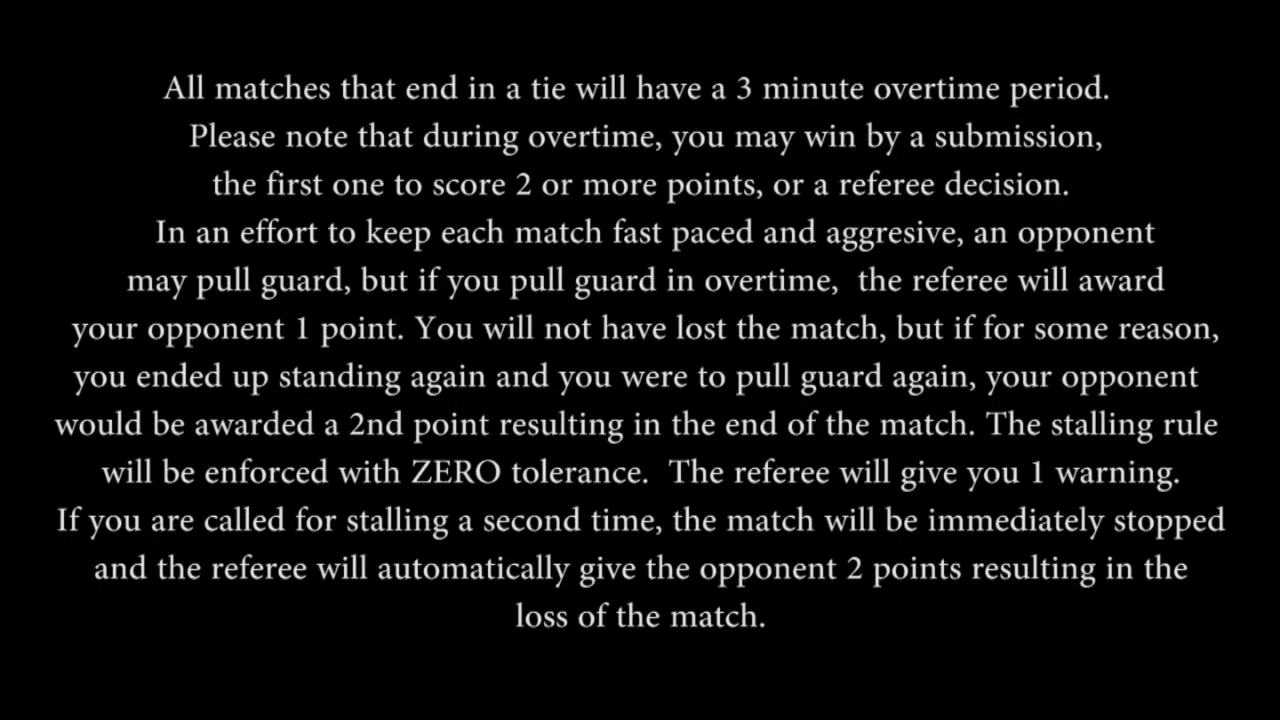 All matches that end in a tie will have a 3 minute overtime period.
Please note that during overtime, you may win by a submission,
the first one to score 2 or more points, or a referee decision.
In an effort to keep each match fast paced and aggresive, an opponent
may pull guard, but if you pull guard in overtime,  the referee will award
your opponent 1 point. You will not have lost the match, but if for some reason,
you ended up standing again and you were to pull guard again, your opponent
would be awarded a 2nd point resulting in the end of the match. The stalling rule
will be enforced with ZERO tolerance.  The referee will give you 1 warning.
If you are called for stalling a second time, the match will be immediately stopped
and the referee will automatically give the opponent 2 points resulting in the
loss of the match.